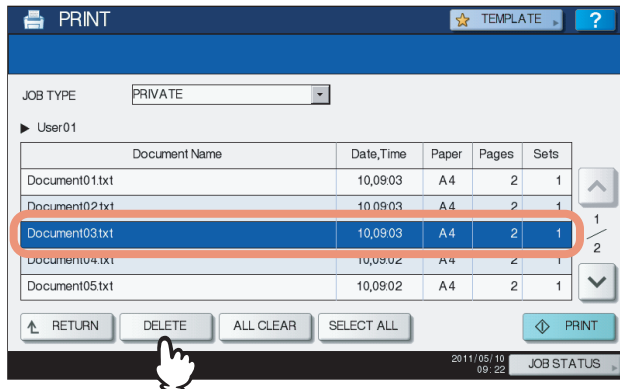 PRINT
TEMPLATE ?
JOB TYPE PRIVATE
▶ User01
Document Name Date,Time Paper Pages Sets
Document01.txt 10,09:03 A4 2 1
Document02.txt 10,09:03 A4 2 1
Document03.txt 10,09:03 A4 2 1
Document04.txt 10,09:02 A4 2 1
Document05.txt 10,09:02 A4 2 1
1
2
RETURN DELETE ALL CLEAR SELECT ALL PRINT
2011/05/10
09:22
JOB STATUS